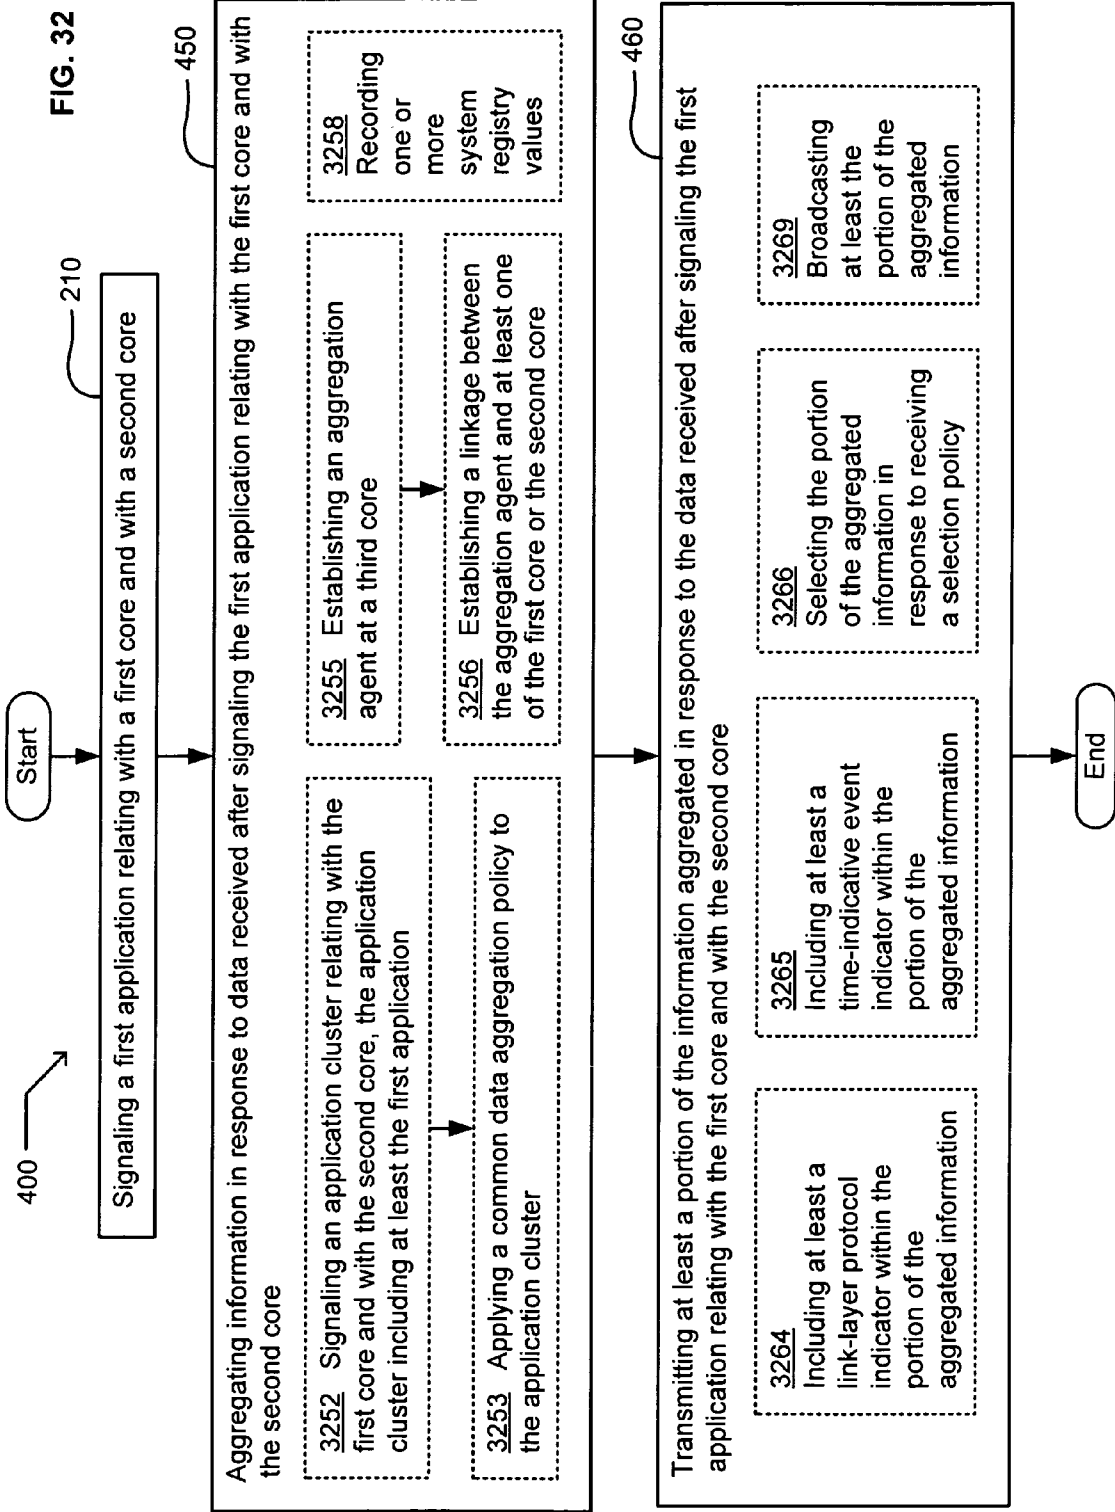 FIG. 32
400
Start
210
Signaling a first application relating with a first core and with a second core
450
Aggregating information in response to data received after signaling the first application relating with the first core and with
the second core
3252 Signaling an application cluster relating with the
first core and with the second core, the application
cluster including at least the first application
3253 Applying a common data aggregation policy to
the application cluster
3255 Establishing an aggregation
agent at a third core
3256 Establishing a linkage between
the aggregation agent and at least one
of the first core or the second core
3258
Recording
one or
more
system
registry
values
460
Transmitting at least a portion of the information aggregated in response to the data received after signaling the first
application relating with the first core and with the second core
3264
Including at least a
link-layer protocol
indicator within the
portion of the
aggregated information
3265
Including at least a
time-indicative event
indicator within the
portion of the
aggregated information
3266
Selecting the portion
of the aggregated
information in
response to receiving
a selection policy
3269
Broadcasting
at least the
portion of the
aggregated
information
End